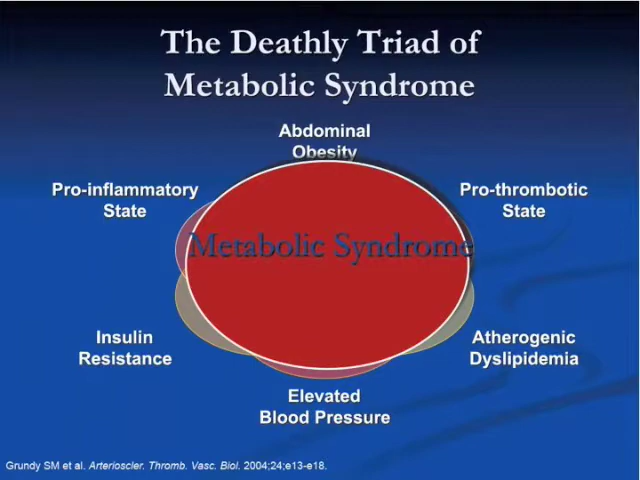 The Deathly Triad of
Metabolic Syndrome
Abdominal
Obesity
Pro-inflammatory
State
Pro-thrombotic
State
Metabolic Syndrome
Insulin
Resistance
Atherogenic
Dyslipidemia
Elevated
Blood Pressure
Grundy SM et al. Arterioscler. Thromb. Vasc. Biol. 2004;24;e13-e18.